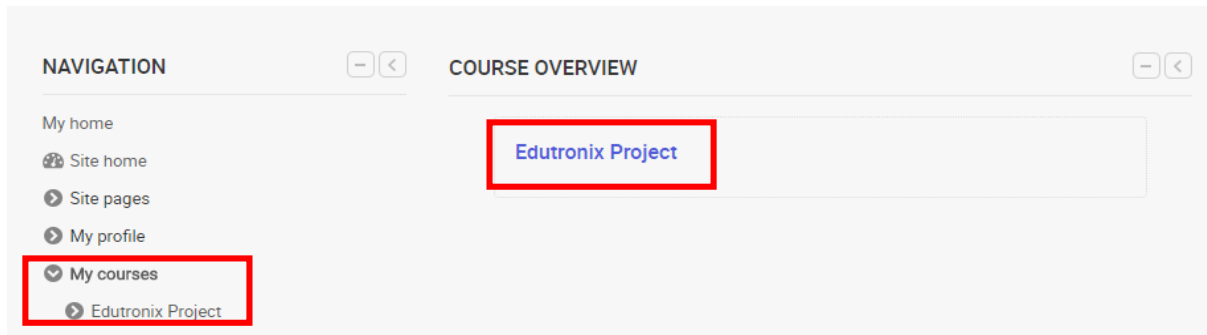 NAVIGATION
My home
Site home
Site pages
My profile
My courses
Edutronix Project
COURSE OVERVIEW
Edutronix Project